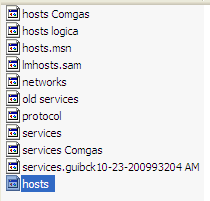 hosts Comgas
hosts logica
hosts.msn
lmhosts.sam
networks
old services
protocol
services
services Comgas
services.guibck10-23-200993204 AM
hosts